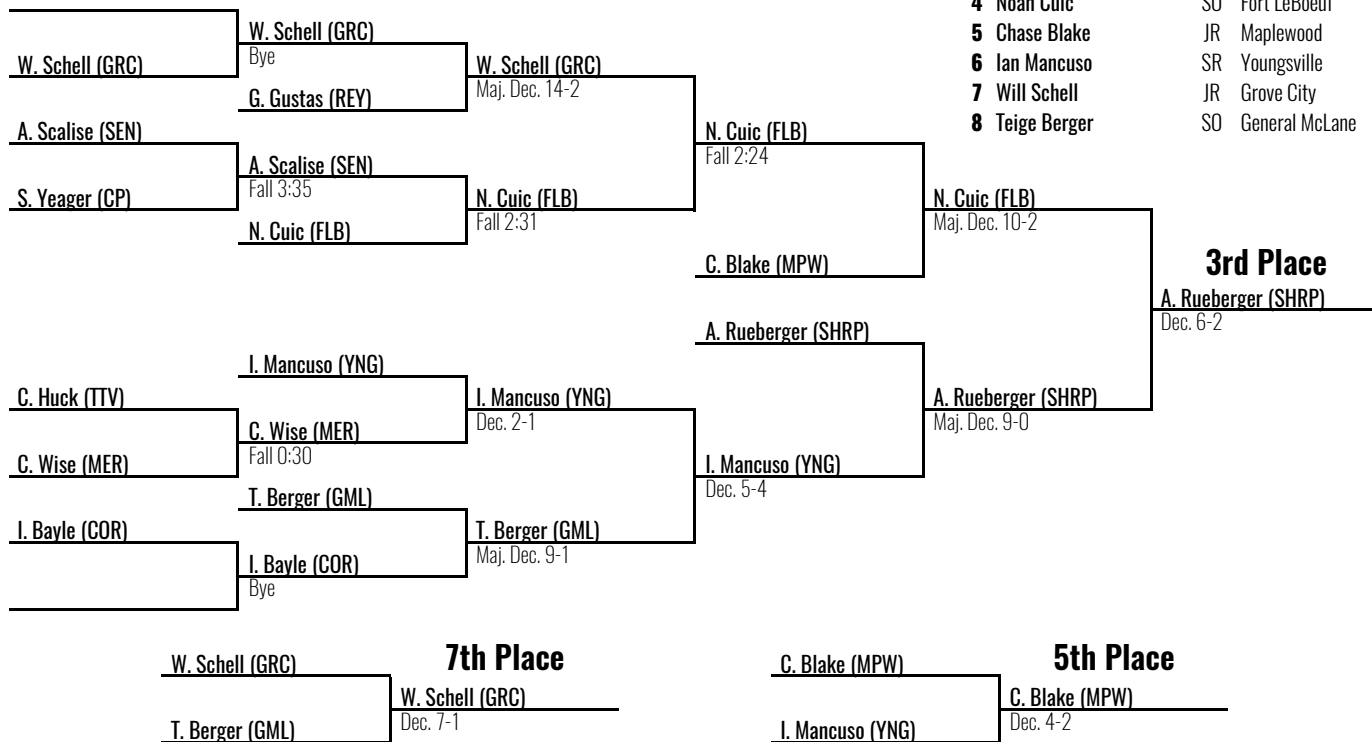 4 Noah Cuic SO Fort LeBoeuf
5 Chase Blake JR Maplewood
6 Ian Mancuso SR Youngsville
7 Will Schell JR Grove City
8 Teige Berger SO General McLane
W. Schell (GRC)
W. Schell (GRC)
Bye
G. Gustas (REY)
W. Schell (GRC)
Maj. Dec. 14-2
A. Scalise (SEN)
S. Yeager (CP)
A. Scalise (SEN)
Fall 3:35
N. Cuic (FLB)
N. Cuic (FLB)
Fall 2:31
N. Cuic (FLB)
Fall 2:24
C. Blake (MPW)
N. Cuic (FLB)
Maj. Dec. 10-2
3rd Place
A. Rueberger (SHRP)
Dec. 6-2
A. Rueberger (SHRP)
A. Rueberger (SHRP)
Maj. Dec. 9-0
I. Mancuso (YNG)
C. Huck (TTV)
C. Wise (MER)
C. Wise (MER)
Fall 0:30
I. Mancuso (YNG)
Dec. 2-1
I. Mancuso (YNG)
Dec. 5-4
T. Berger (GML)
I. Bayle (COR)
I. Bayle (COR)
Bye
T. Berger (GML)
Maj. Dec. 9-1
7th Place
W. Schell (GRC)
T. Berger (GML)
W. Schell (GRC)
Dec. 7-1
5th Place
C. Blake (MPW)
I. Mancuso (YNG)
C. Blake (MPW)
Dec. 4-2